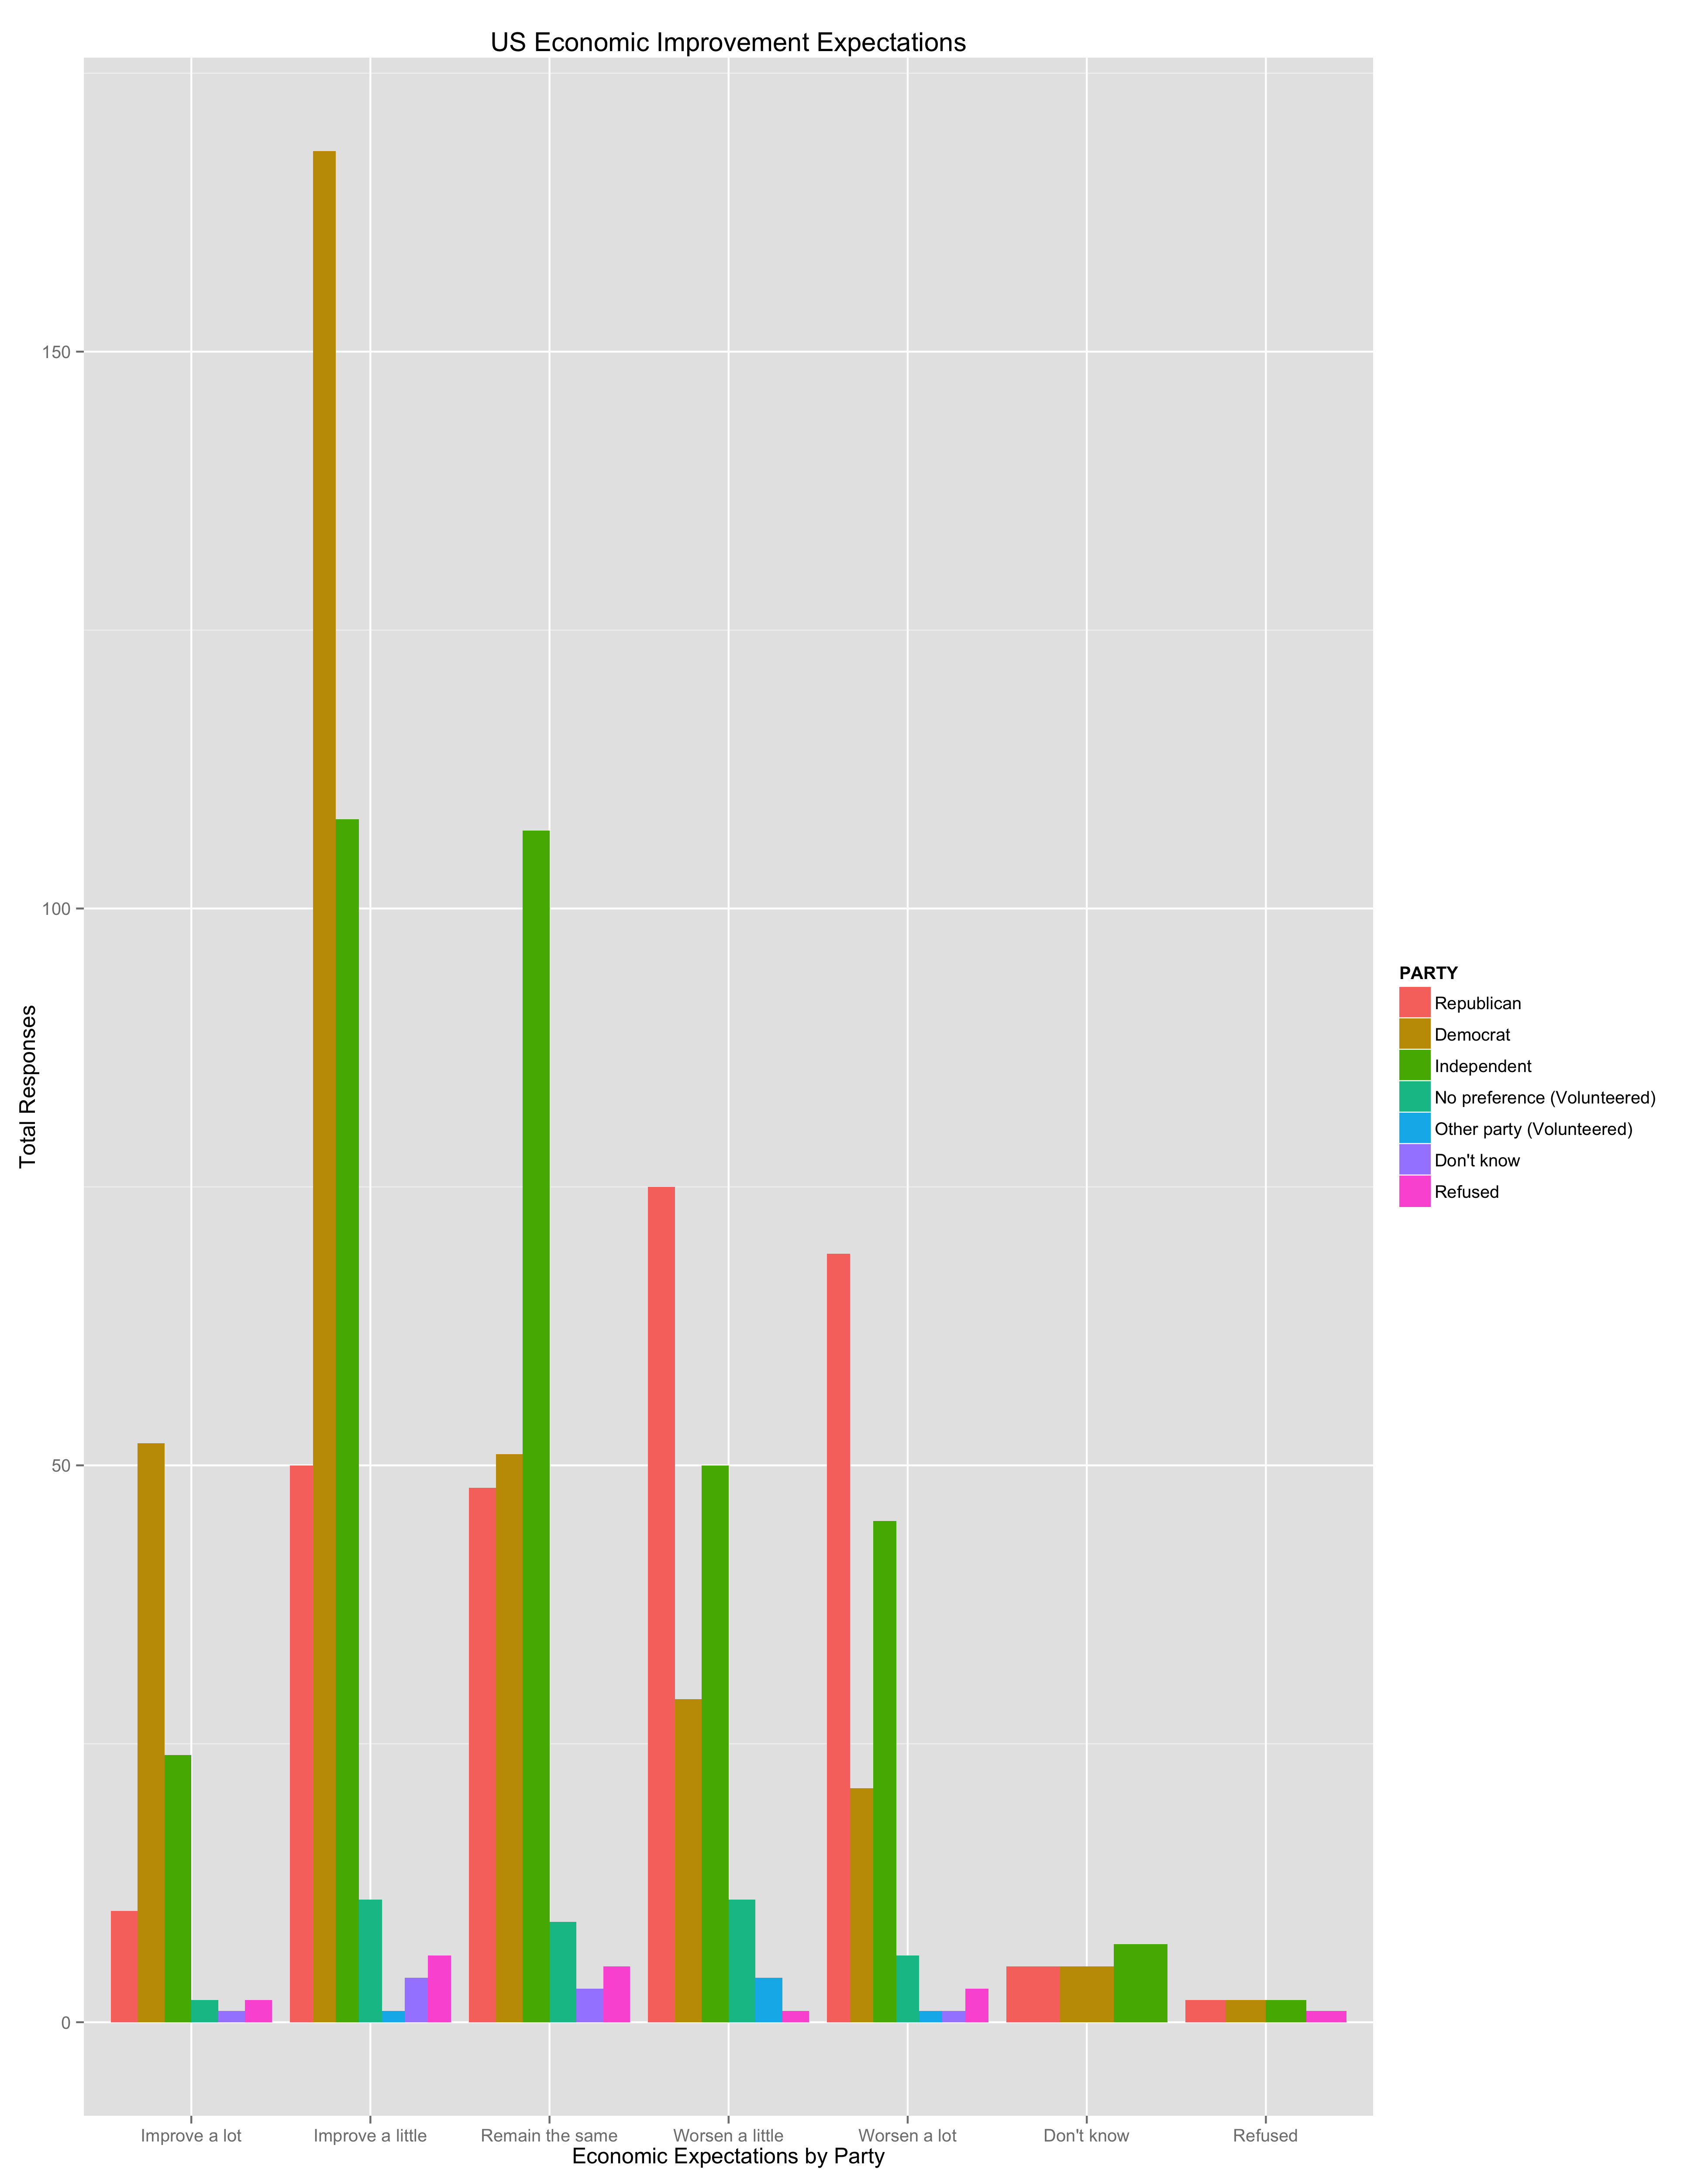 US Economic Improvement Expectations
150
100
50
0
Total Responses
Improve a lot
Improve a little
Remain the same
Worsen a little
Worsen a lot
Don't know
Refused
Economic Expectations by Party
PARTY
Republican
Democrat
Independent
No preference (Volunteered)
Other party (Volunteered)
Don't know
Refused